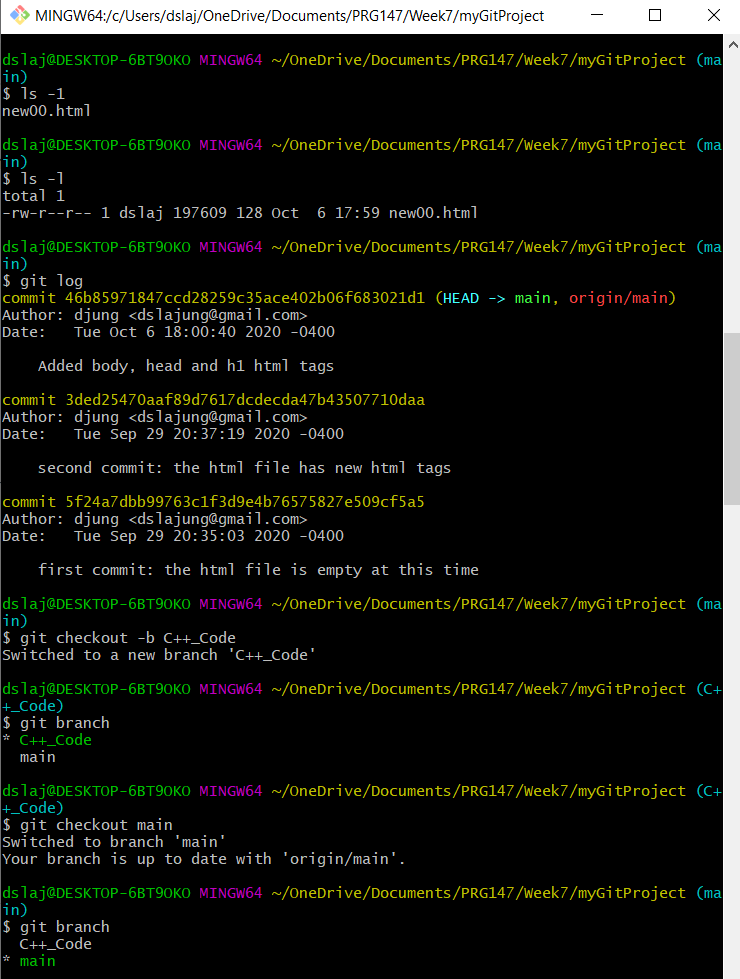 MINGW64:/c/Users/dslaj/OneDrive/Documents/PRG147/Week7/myGitProject
dslaj@DESKTOP-6BT9OKO MINGW64 ~/OneDrive/Documents/PRG147/Week7/myGitProject (ma
in)
$ ls -1
new00.html
dslaj@DESKTOP-6BT9OKO MINGW64 ~/OneDrive/Documents/PRG147/Week7/myGitProject (ma
in)
$ ls -l
total 1
-rw-r--r-- 1 dslaj 197609 128 Oct  6 17:59 new00.html
dslaj@DESKTOP-6BT9OKO MINGW64 ~/OneDrive/Documents/PRG147/Week7/myGitProject (ma
in)
$ git log
commit 46b85971847ccd28259c35ace402b06f683021d1 (HEAD -> main, origin/main)
Author: djung <dslajung@gmail.com>
Date:   Tue Oct 6 18:00:40 2020 -0400
    Added body, head and h1 html tags
commit 3ded25470aaf89d7617dcdecda47b43507710daa
Author: djung <dslajung@gmail.com>
Date:   Tue Sep 29 20:37:19 2020 -0400
    second commit: the html file has new html tags
commit 5f24a7dbb99763c1f3d9e4b76575827e509cf5a5
Author: djung <dslajung@gmail.com>
Date:   Tue Sep 29 20:35:03 2020 -0400
    first commit: the html file is empty at this time
dslaj@DESKTOP-6BT9OKO MINGW64 ~/OneDrive/Documents/PRG147/Week7/myGitProject (ma
in)
$ git checkout -b C++_Code
Switched to a new branch 'C++_Code'
dslaj@DESKTOP-6BT9OKO MINGW64 ~/OneDrive/Documents/PRG147/Week7/myGitProject (C+
+_Code)
$ git branch
* C++_Code
  main
dslaj@DESKTOP-6BT9OKO MINGW64 ~/OneDrive/Documents/PRG147/Week7/myGitProject (C+
+_Code)
$ git checkout main
Switched to branch 'main'
Your branch is up to date with 'origin/main'.
dslaj@DESKTOP-6BT9OKO MINGW64 ~/OneDrive/Documents/PRG147/Week7/myGitProject (ma
in)
$ git branch
  C++_Code
* main